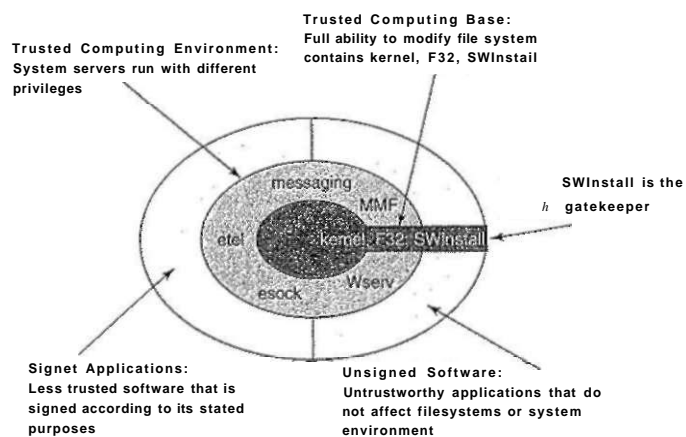 Trusted Computing Base:
Full ability to modify file system
contains kernel, F32, SWInstail
Trusted Computing Environment:
System servers run with different
privileges
messaging
MMF
SWInstall is the
h gatekeeper
etel
kernel, F32, SWInstall
esock
Wserv
Signet Applications:
Less trusted software that is
signed according to its stated
purposes
Unsigned Software:
Untrustworthy applications that do
not affect filesystems or system
environment